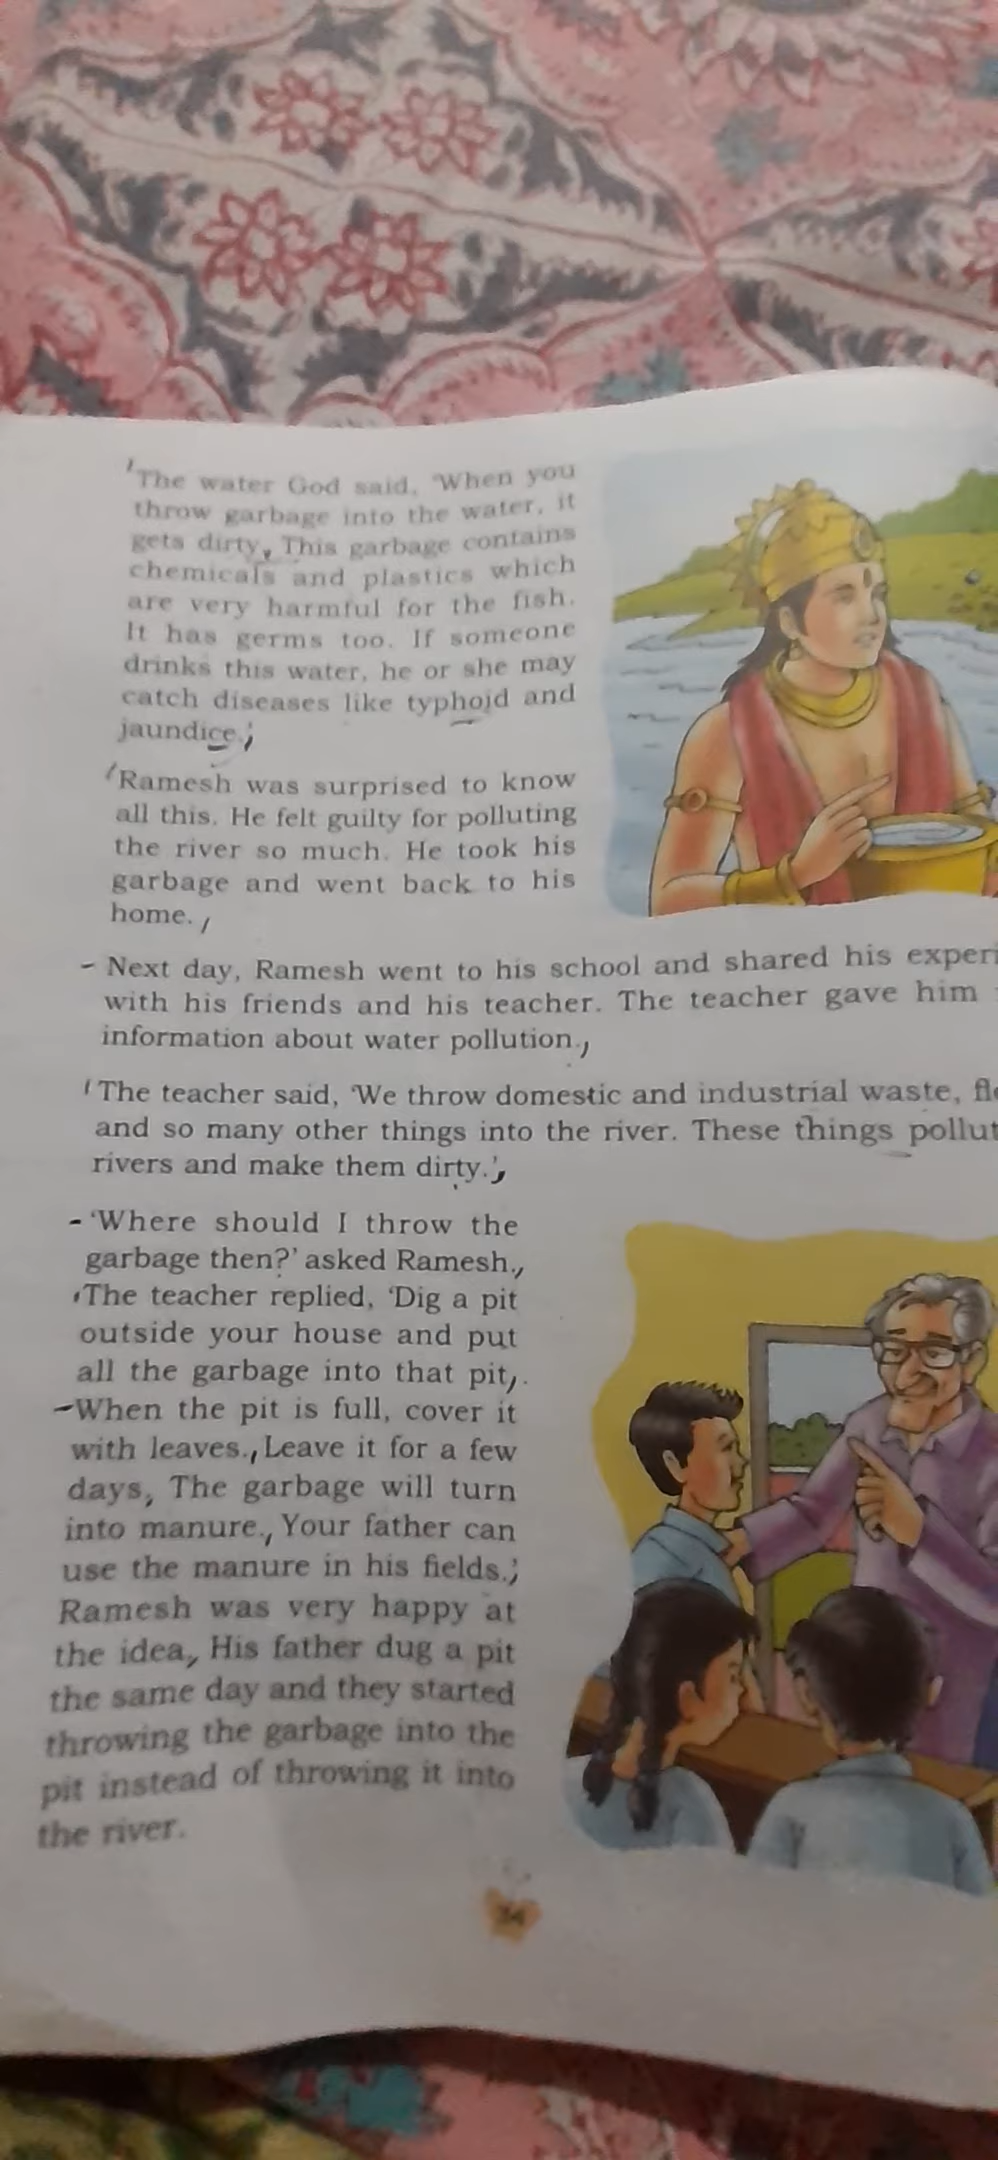 The water God said, 'When you
throw garbage into the water, it
gets dirty, This garbage contains
chemicals and plastics which
are very harmful for the fish.
It has germs too. If someone
drinks this water, he or she may
catch diseases like typhoid and
jaundice.'
Ramesh was surprised to know
all this. He felt guilty for polluting
the river so much. He took his
garbage and went back to his
home.
Next day, Ramesh went to his school and shared his experi
with his friends and his teacher. The teacher gave him
information about water pollution.
The teacher said, 'We throw domestic and industrial waste, fl
and so many other things into the river. These things pollut
rivers and make them dirty.'
'Where should I throw the
garbage then?' asked Ramesh.
The teacher replied, 'Dig a pit
outside your house and put
all the garbage into that pit.
When the pit is full, cover it
with leaves. Leave it for a few
days, The garbage will turn
into manure. Your father can
use the manure in his fields.'
Ramesh was very happy at
the idea, His father dug a pit
the same day and they started
throwing the garbage into the
pit instead of throwing it into
the river.
34